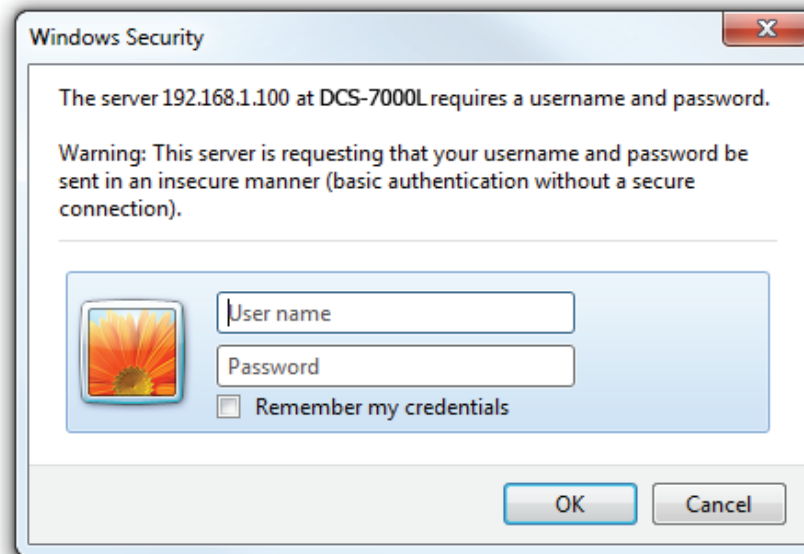 Windows Security
The server 192.168.1.100 at DCS-7000L requires a username and password.
Warning: This server is requesting that your username and password be
sent in an insecure manner (basic authentication without a secure
connection).
User name
Password
Remember my credentials
OK
Cancel